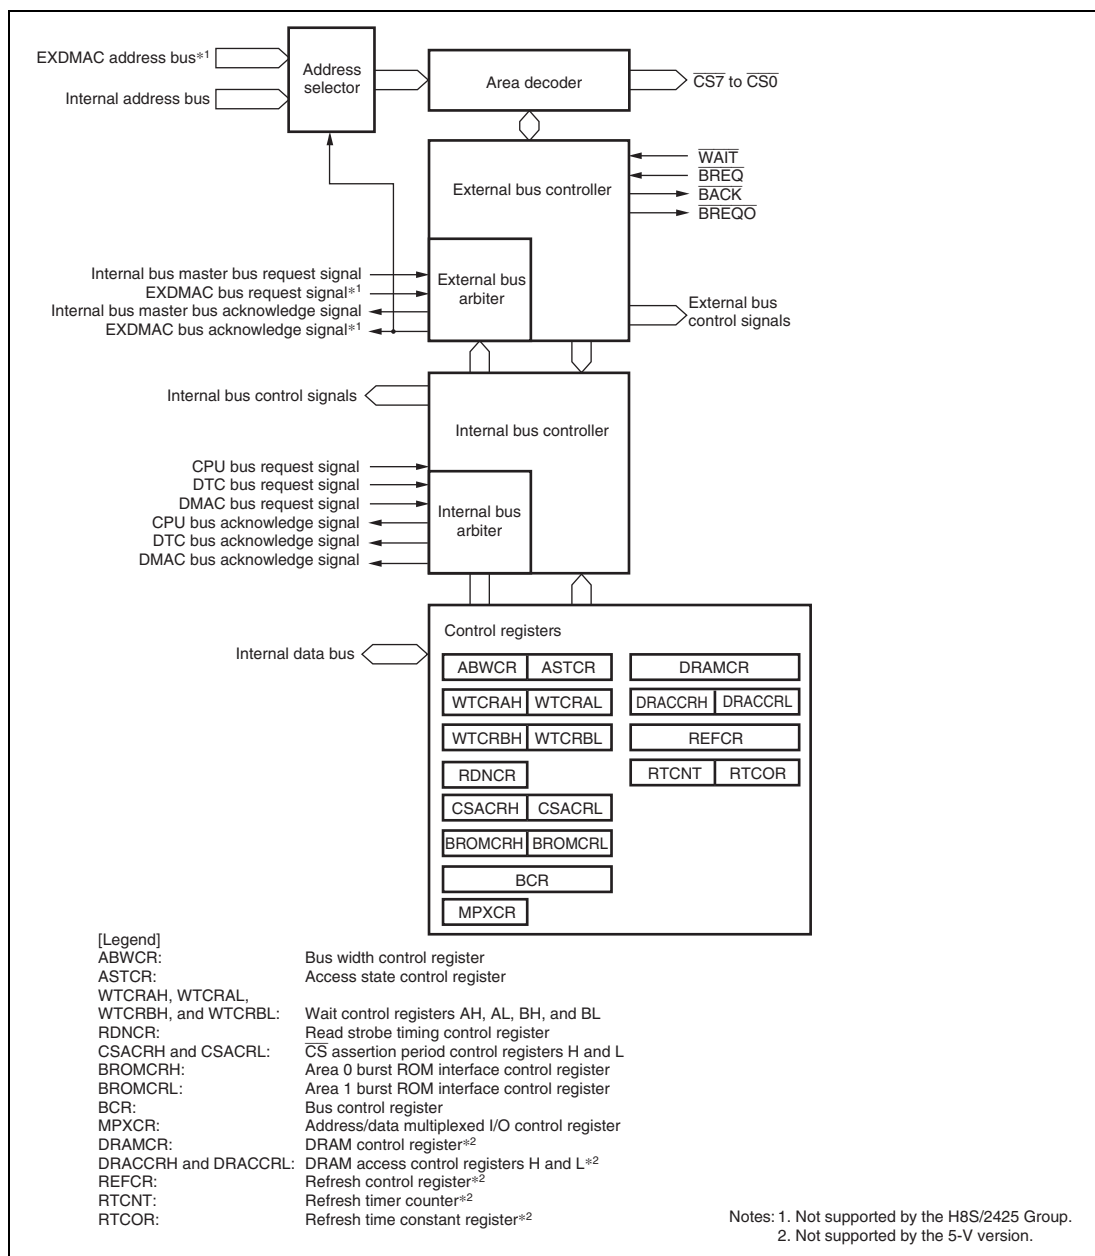 EXDMAC address bus*1
Internal address bus
Address
selector
Area decoder
CS7 to CS0
External bus controller
WAIT
BREQ
BACK
BREQO
Internal bus master bus request signal
EXDMAC bus request signal*1
Internal bus master bus acknowledge signal
EXDMAC bus acknowledge signal*1
External bus
arbiter
External bus
control signals
Internal bus control signals
Internal bus controller
CPU bus request signal
DTC bus request signal
DMAC bus request signal
CPU bus acknowledge signal
DTC bus acknowledge signal
DMAC bus acknowledge signal
Internal bus
arbiter
Internal data bus
Control registers
ABWCR ASTCR DRAMCR
WTCRAH WTCRAL DRACCRH DRACCRL
WTCRBH WTCRBL REFCR
RDNCR RTCNT RTCOR
CSACRH CSACRL
BROMCRH BROMCRL
BCR
MPXCR
[Legend]
ABWCR: Bus width control register
ASTCR: Access state control register
WTCRAH, WTCRAL,
WTCRBH, and WTCRBL: Wait control registers AH, AL, BH, and BL
RDNCR: Read strobe timing control register
CSACRH and CSACRL: CS assertion period control registers H and L
BROMCRH: Area 0 burst ROM interface control register
BROMCRL: Area 1 burst ROM interface control register
BCR: Bus control register
MPXCR: Address/data multiplexed I/O control register
DRAMCR: DRAM control register*2
DRACCRH and DRACCRL: DRAM access control registers H and L*2
REFCR: Refresh control register*2
RTCNT: Refresh timer counter*2
RTCOR: Refresh time constant register*2
Notes: 1. Not supported by the H8S/2425 Group.
2. Not supported by the 5-V version.